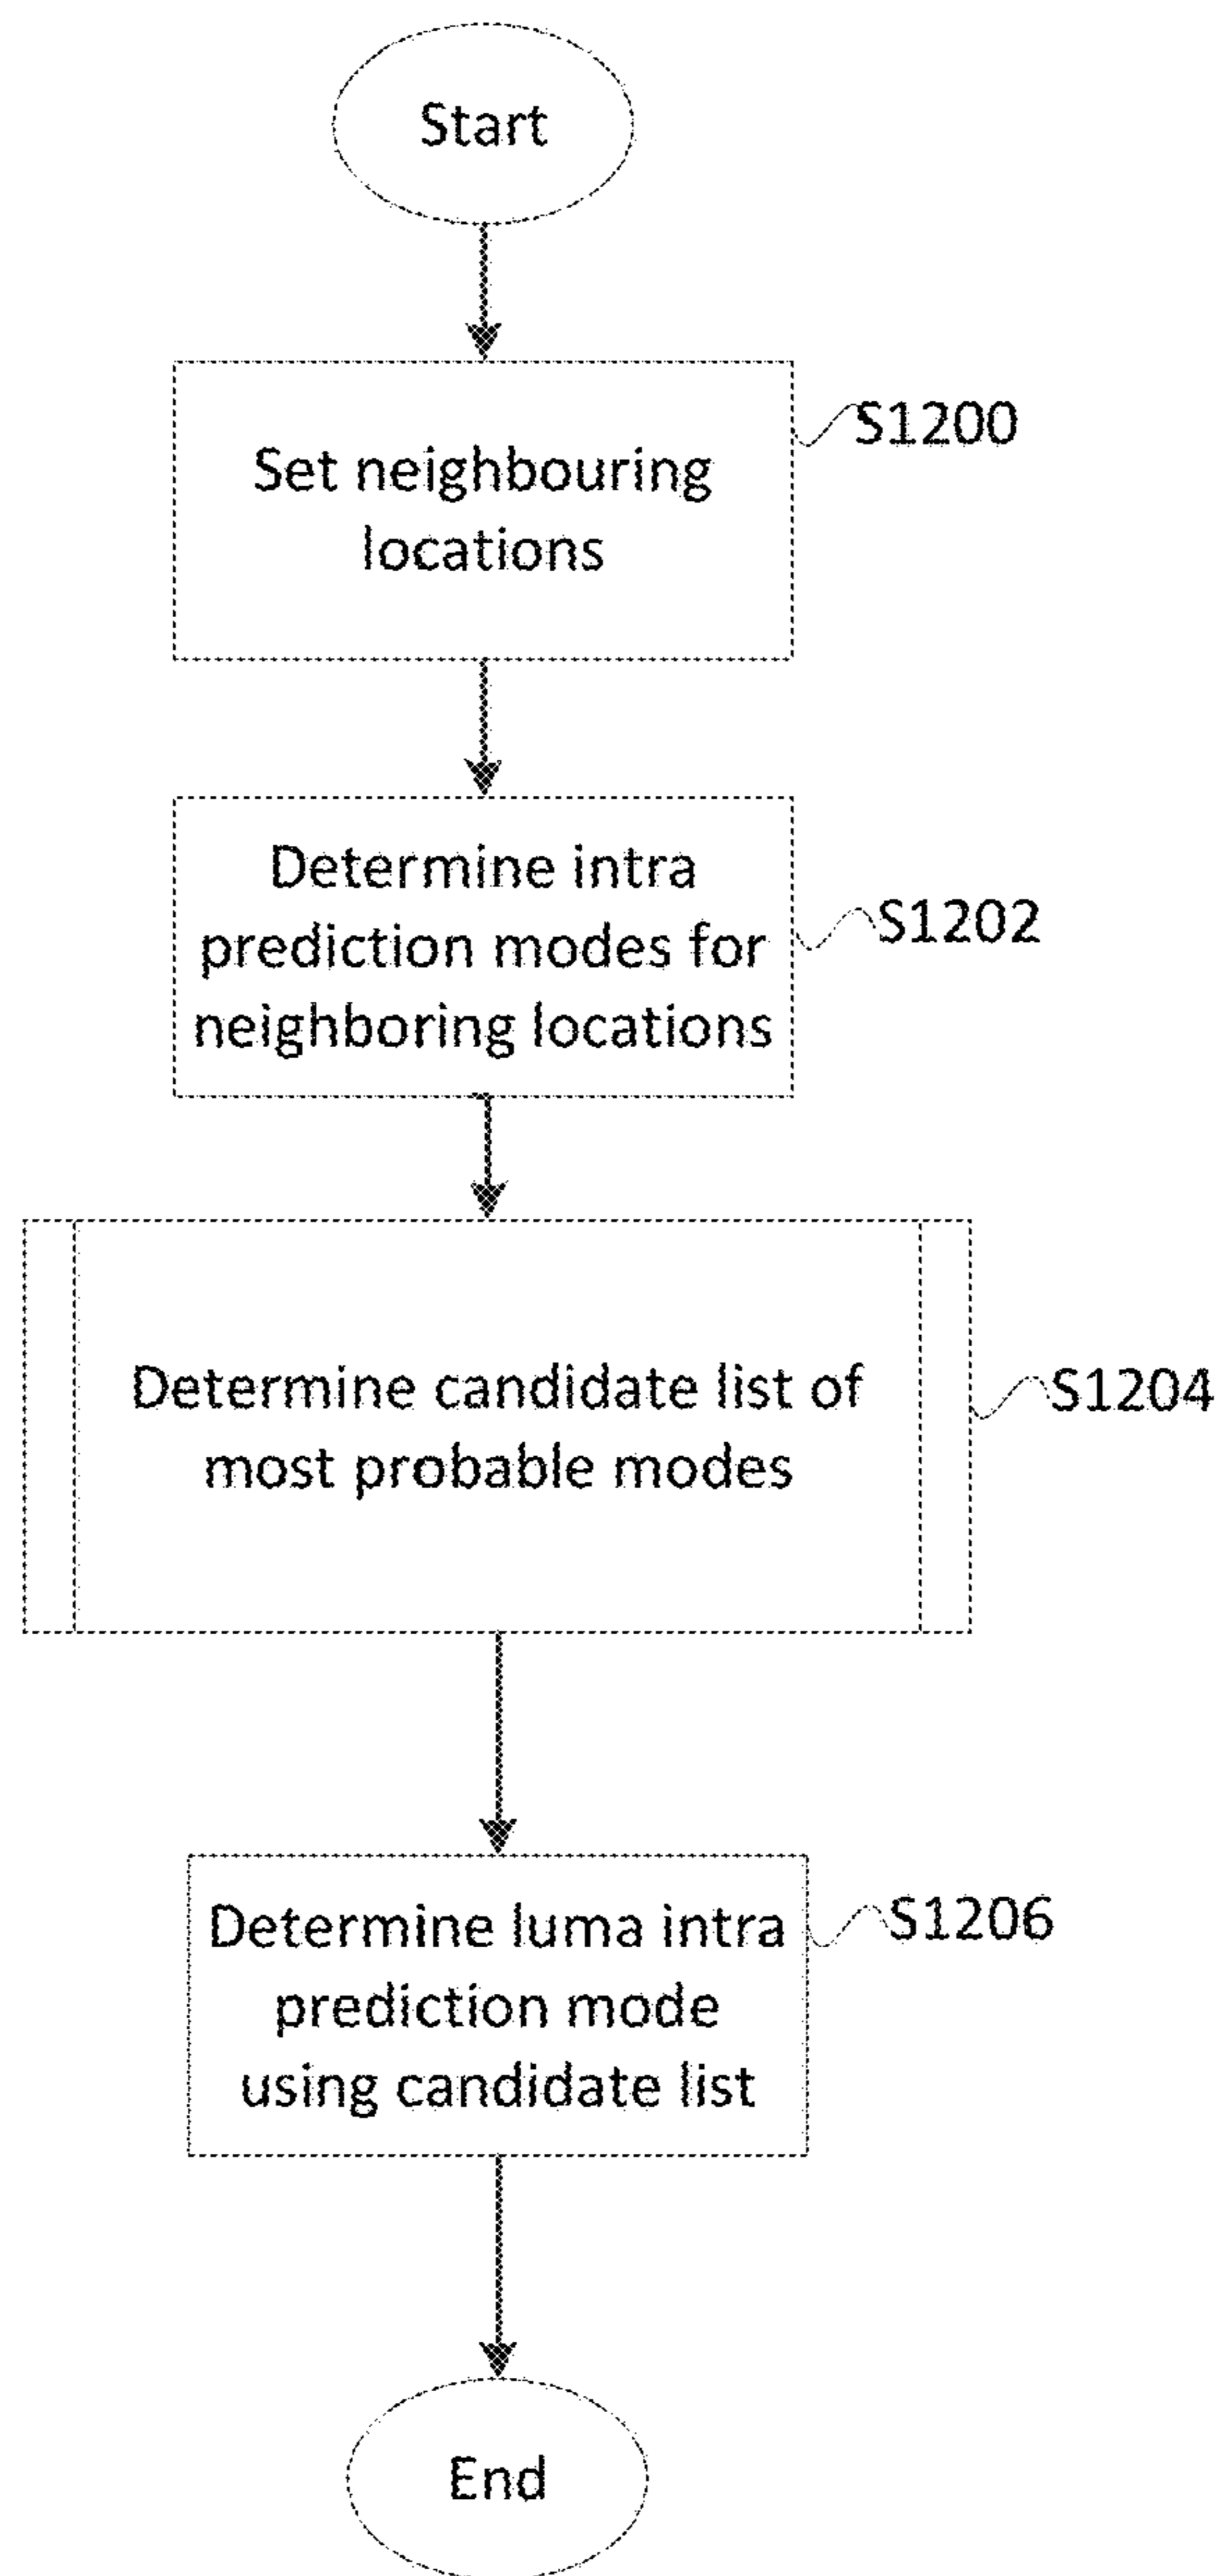 Start
Set neighbouring
locations
S1200
Determine intra
prediction modes for
neighboring locations
S1202
Determine candidate list of
most probable modes
S1204
Determine luma intra
prediction mode
using candidate list
S1206
End